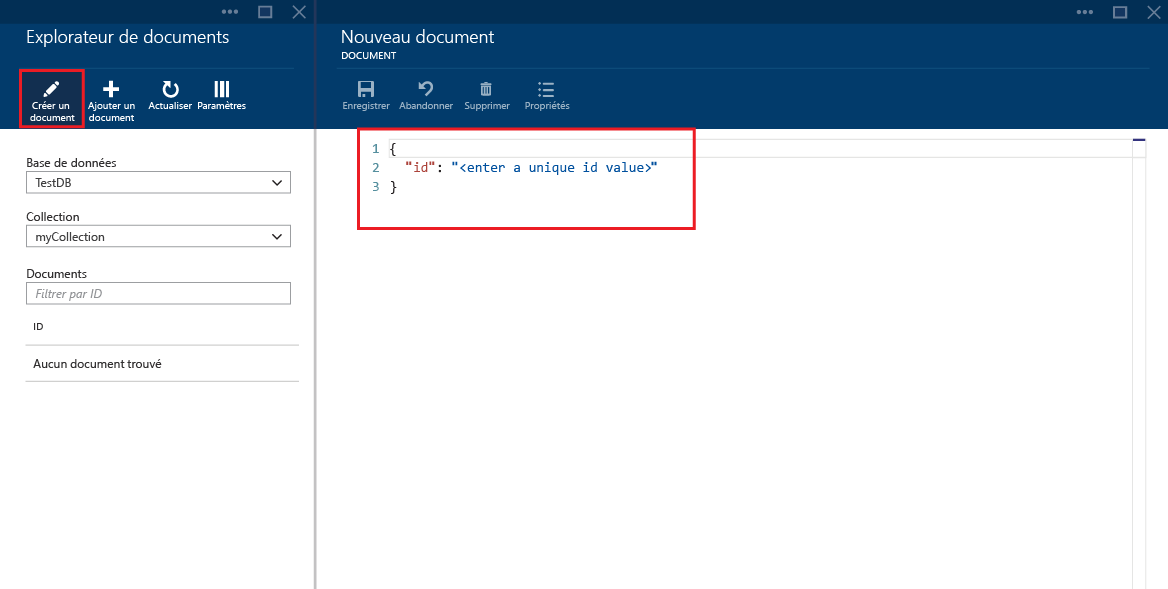 Explorateur de documents
Créer un
document
Ajouter un
document
Actualiser
Paramètres
Base de données
TestDB
Collection
myCollection
Documents
Filtrer par ID
ID
Aucun document trouvé
Nouveau document
DOCUMENT
Enregistrer
Abandonner
Supprimer
Propriétés
1 {
2 "id": "<enter a unique id value>"
3 }